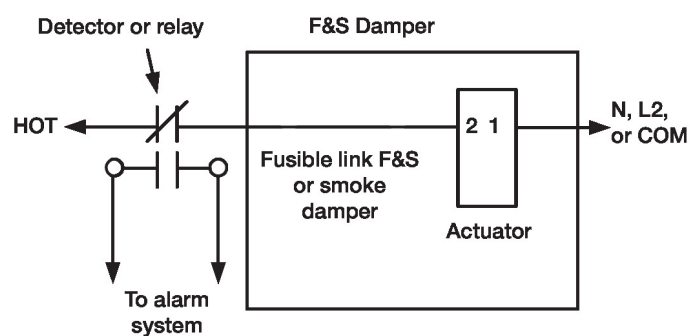 Detector or relay
F&S Damper
HOT
2 1
N, L2,
or COM
Fusible link F&S
or smoke
damper
Actuator
To alarm
system